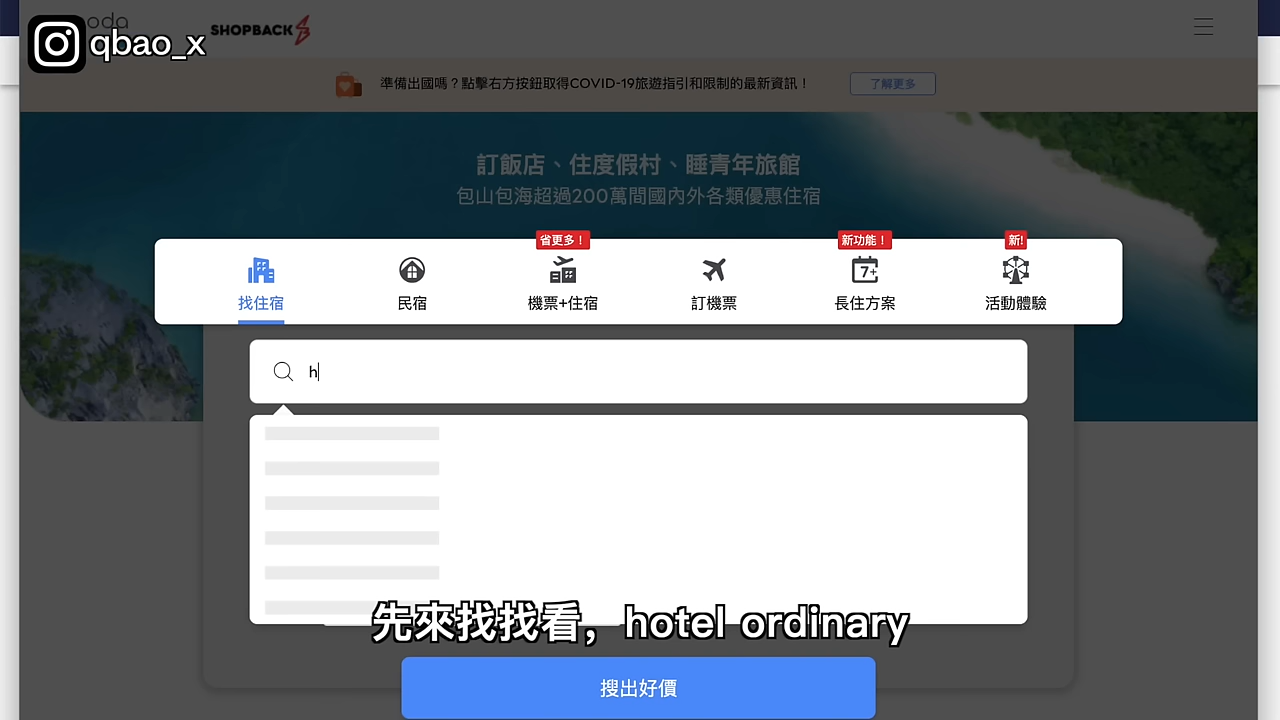 oda
qbao_x
SHOPBACK
準備出國嗎？點擊右方按鈕取得COVID-19旅遊指引和限制的最新資訊！
了解更多
訂飯店、住度假村、睡青年旅館
包山包海超過200萬間國內外各類優惠住宿
省更多！
新功能！
新!
7+
找住宿
民宿
機票+住宿
訂機票
長住方案
活動體驗
h
先來找找看，hotel ordinary
搜出好價